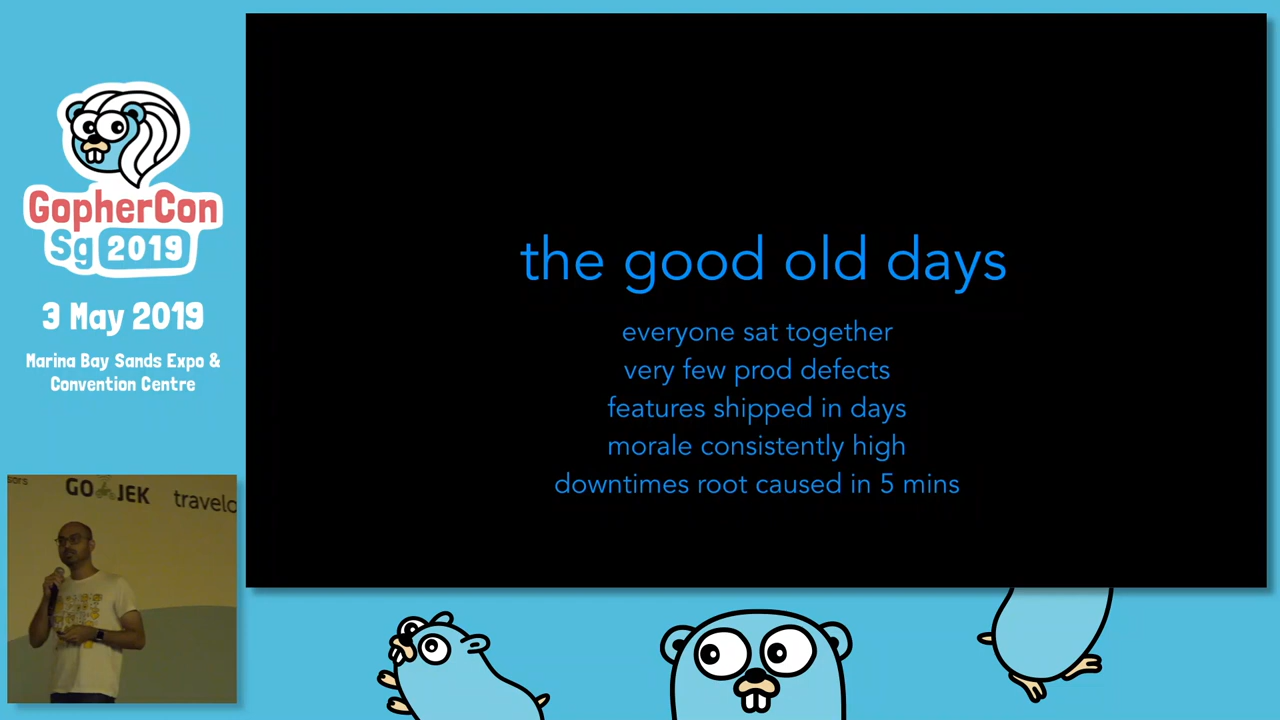 GopherCon
Sg 2019
3 May 2019
Marina Bay Sands Expo &
Convention Centre
the good old days
everyone sat together
very few prod defects
features shipped in days
morale consistently high
downtimes root caused in 5 mins
sors
GO JEK
travelo